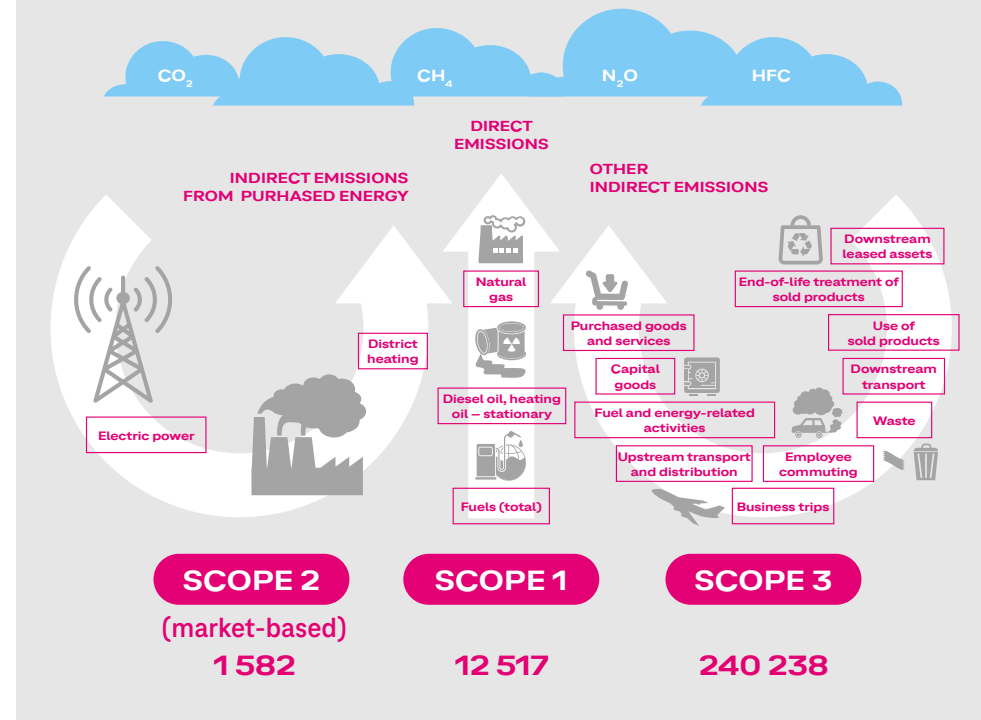 CO₂
CH₄
N₂O
HFC
DIRECT
EMISSIONS
INDIRECT EMISSIONS
FROM PURHASED ENERGY
OTHER
INDIRECT EMISSIONS
Electric power
District
heating
Natural
gas
Diesel oil, heating
oil – stationary
Fuels (total)
Purchased goods
and services
Capital
goods
Fuel and energy-related
activities
Upstream transport
and distribution
Business trips
Employee
commuting
Waste
Downstream
transport
Use of
sold products
End-of-life treatment of
sold products
Downstream
leased assets
SCOPE 2
(market-based)
1 582
SCOPE 1
12 517
SCOPE 3
240 238